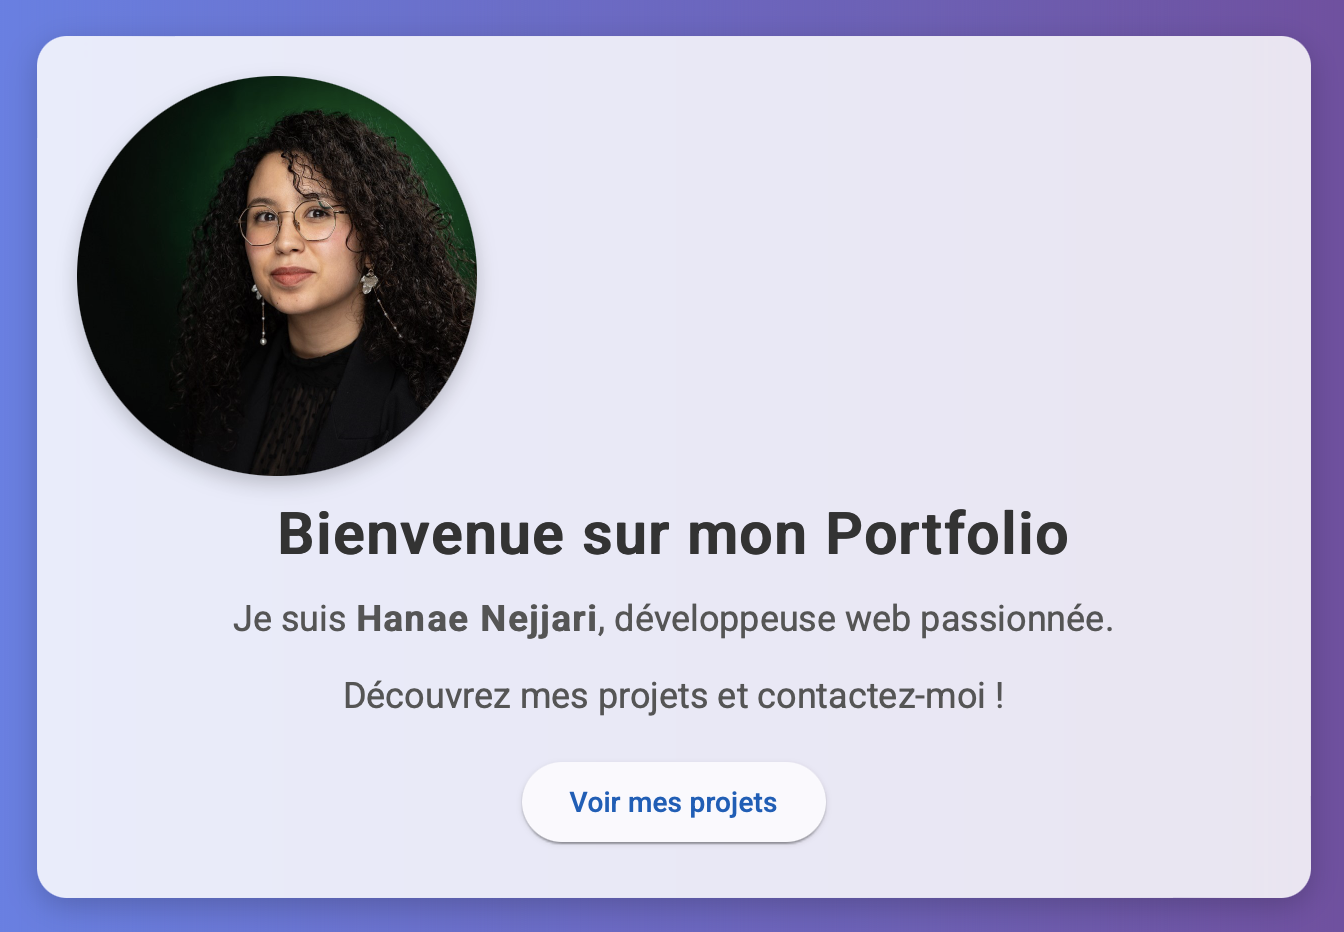 Bienvenue sur mon Portfolio
Je suis Hanae Nejjari, développeuse web passionnée.
Découvrez mes projets et contactez-moi !
Voir mes projets